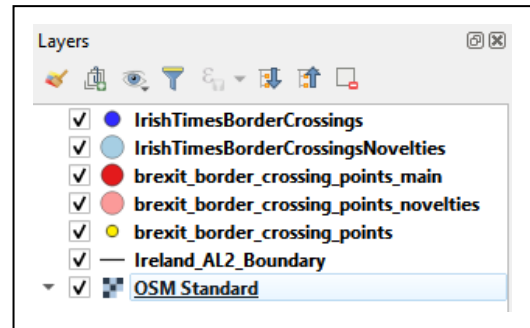 Layers
IrishTimesBorderCrossings
IrishTimesBorderCrossingsNovelties
brexit_border_crossing_points_main
brexit_border_crossing_points_novelties
brexit_border_crossing_points
Ireland_AL2_Boundary
OSM Standard